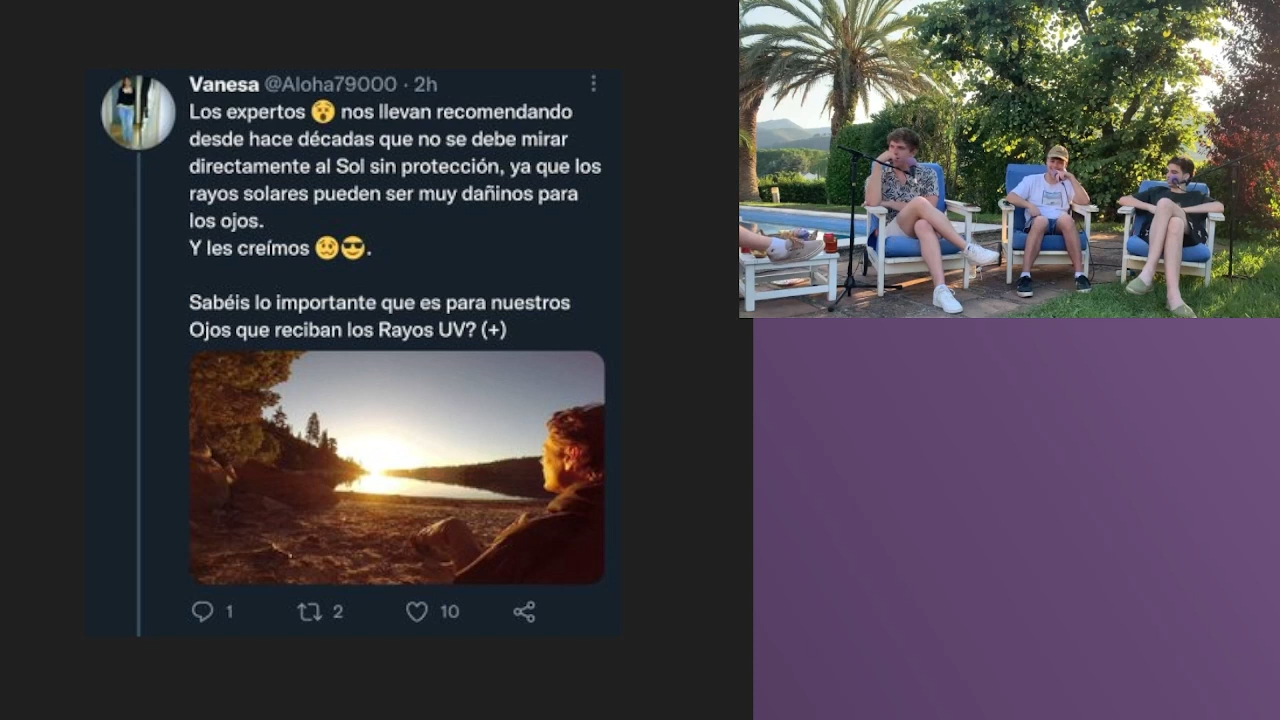 Vanesa @Aloha79000 · 2h
Los expertos 😵 nos llevan recomendando
desde hace décadas que no se debe mirar
directamente al Sol sin protección, ya que los
rayos solares pueden ser muy dañinos para
los ojos.
Y les creímos 🥴😎.
Sabéis lo importante que es para nuestros
Ojos que reciban los Rayos UV? (+)
1 2 10